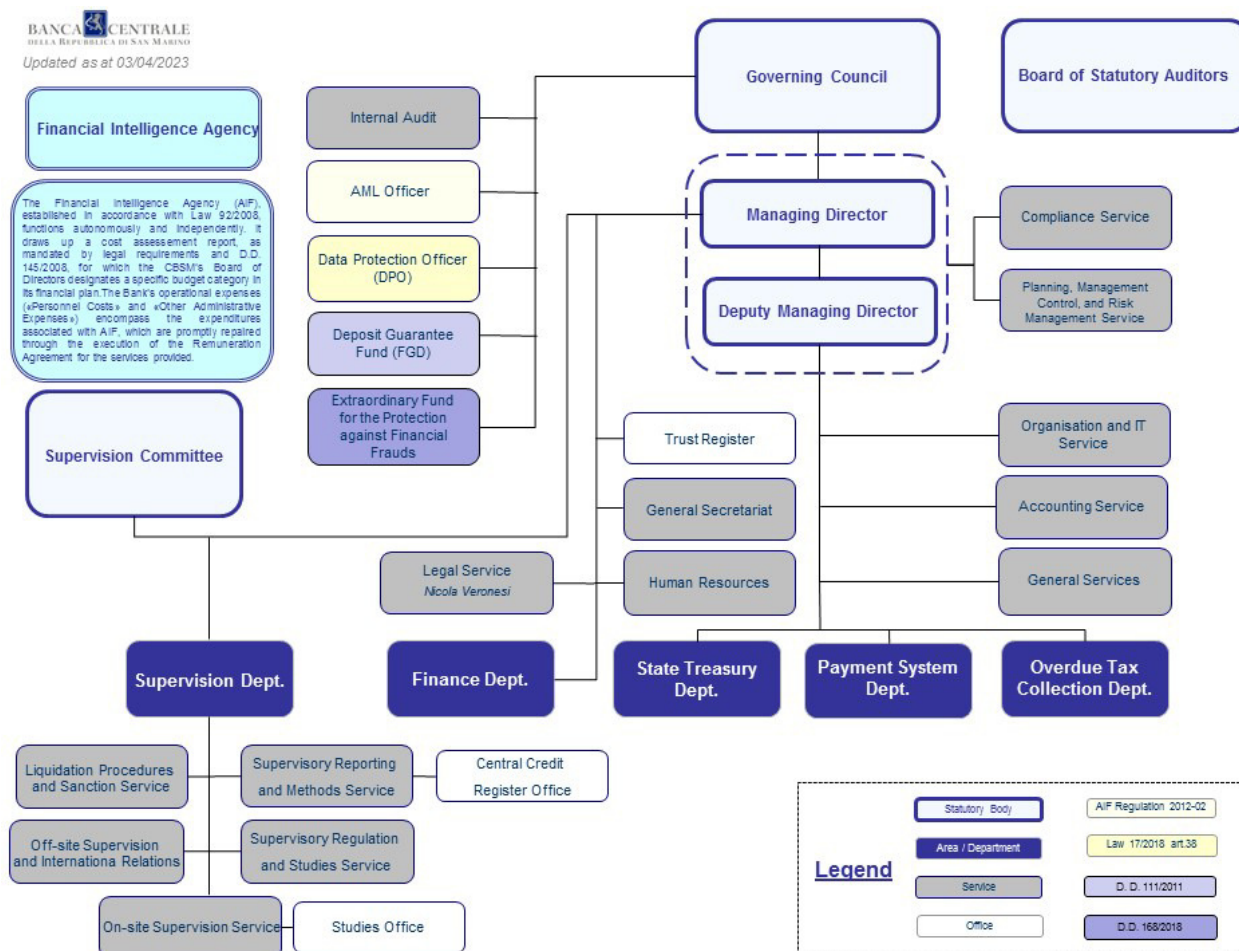 BANCA CENTRALE
DELLA REPUBBLICA DI SAN MARINO
Updated as at 03/04/2023
Financial Intelligence Agency
The Financial Intelligence Agency (AIF),
established in accordance with Law 92/2008,
functions autonomously and independently. It
draws up a cost assessement report, as
mandated by legal requirements and D.D.
145/2008, for which the CBSM's Board of
Directors designates a specific budget category in
its financial plan.The Bank's operational expenses
(«Personnel Costs» and «Other Administrative
Expenses») encompass the expenditures
associated with AIF, which are promptly repaired
through the execution of the Remuneration
Agreement for the services provided.
Supervision Committee
Internal Audit
AML Officer
Data Protection Officer
(DPO)
Deposit Guarantee
Fund (FGD)
Extraordinary Fund
for the Protection
against Financial
Frauds
Governing Council
Board of Statutory Auditors
Managing Director
Deputy Managing Director
Compliance Service
Planning, Management
Control, and Risk
Management Service
Trust Register
General Secretariat
Legal Service
Nicola Veronesi
Human Resources
Organisation and IT
Service
Accounting Service
General Services
Supervision Dept.
Finance Dept.
State Treasury
Dept.
Payment System
Dept.
Overdue Tax
Collection Dept.
Liquidation Procedures
and Sanction Service
Supervisory Reporting
and Methods Service
Central Credit
Register Office
Off-site Supervision
and Internationa Relations
Supervisory Regulation
and Studies Service
On-site Supervision Service
Studies Office
Legend
Statutory Body
Area / Department
Service
Office
AIF Regulation 2012-02
Law 17/2018 art.38
D. D. 111/2011
D.D. 168/2018